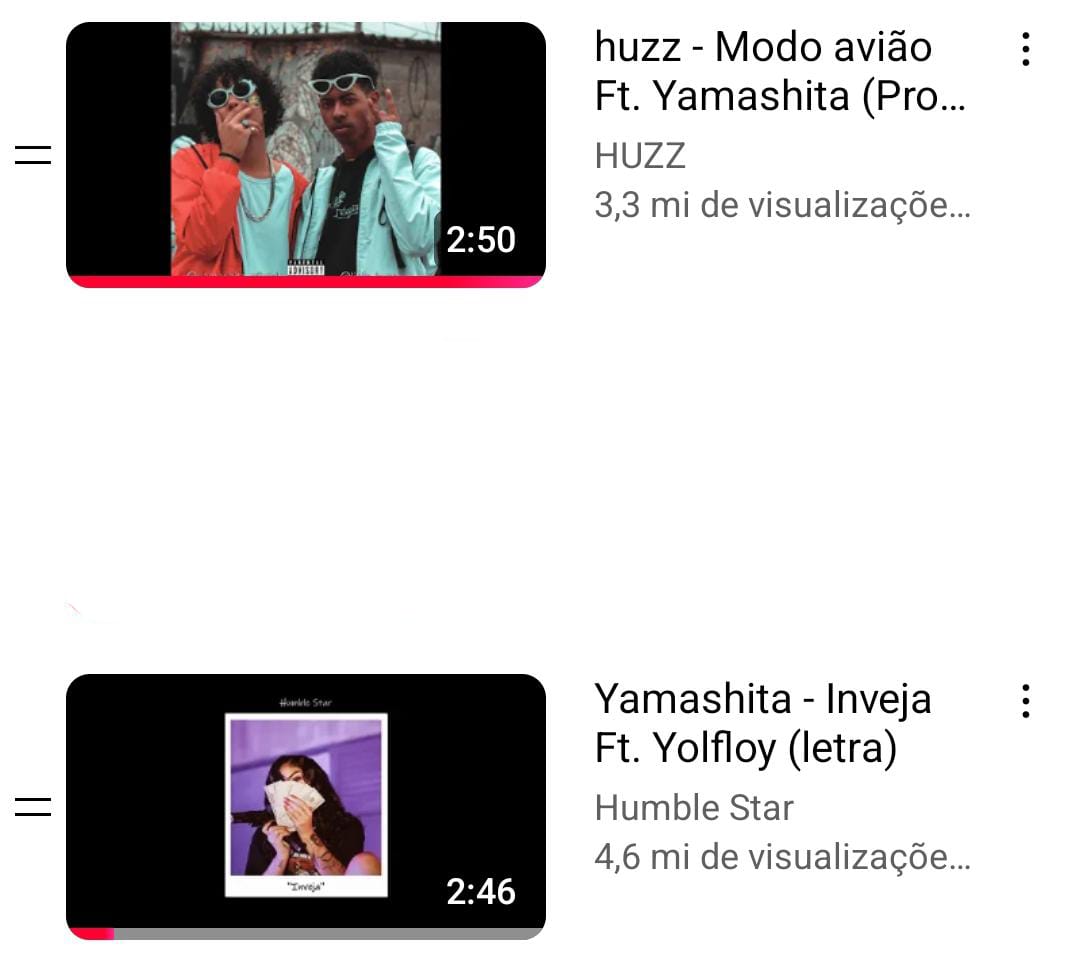 huzz - Modo avião
Ft. Yamashita (Pro...
HUZZ
3,3 mi de visualizaçõe...
2:50
ADVISORY
Yamashita - Inveja
Ft. Yolfloy (letra)
Humble Star
4,6 mi de visualizaçõe...
Humble Star
"Inveja"
2:46